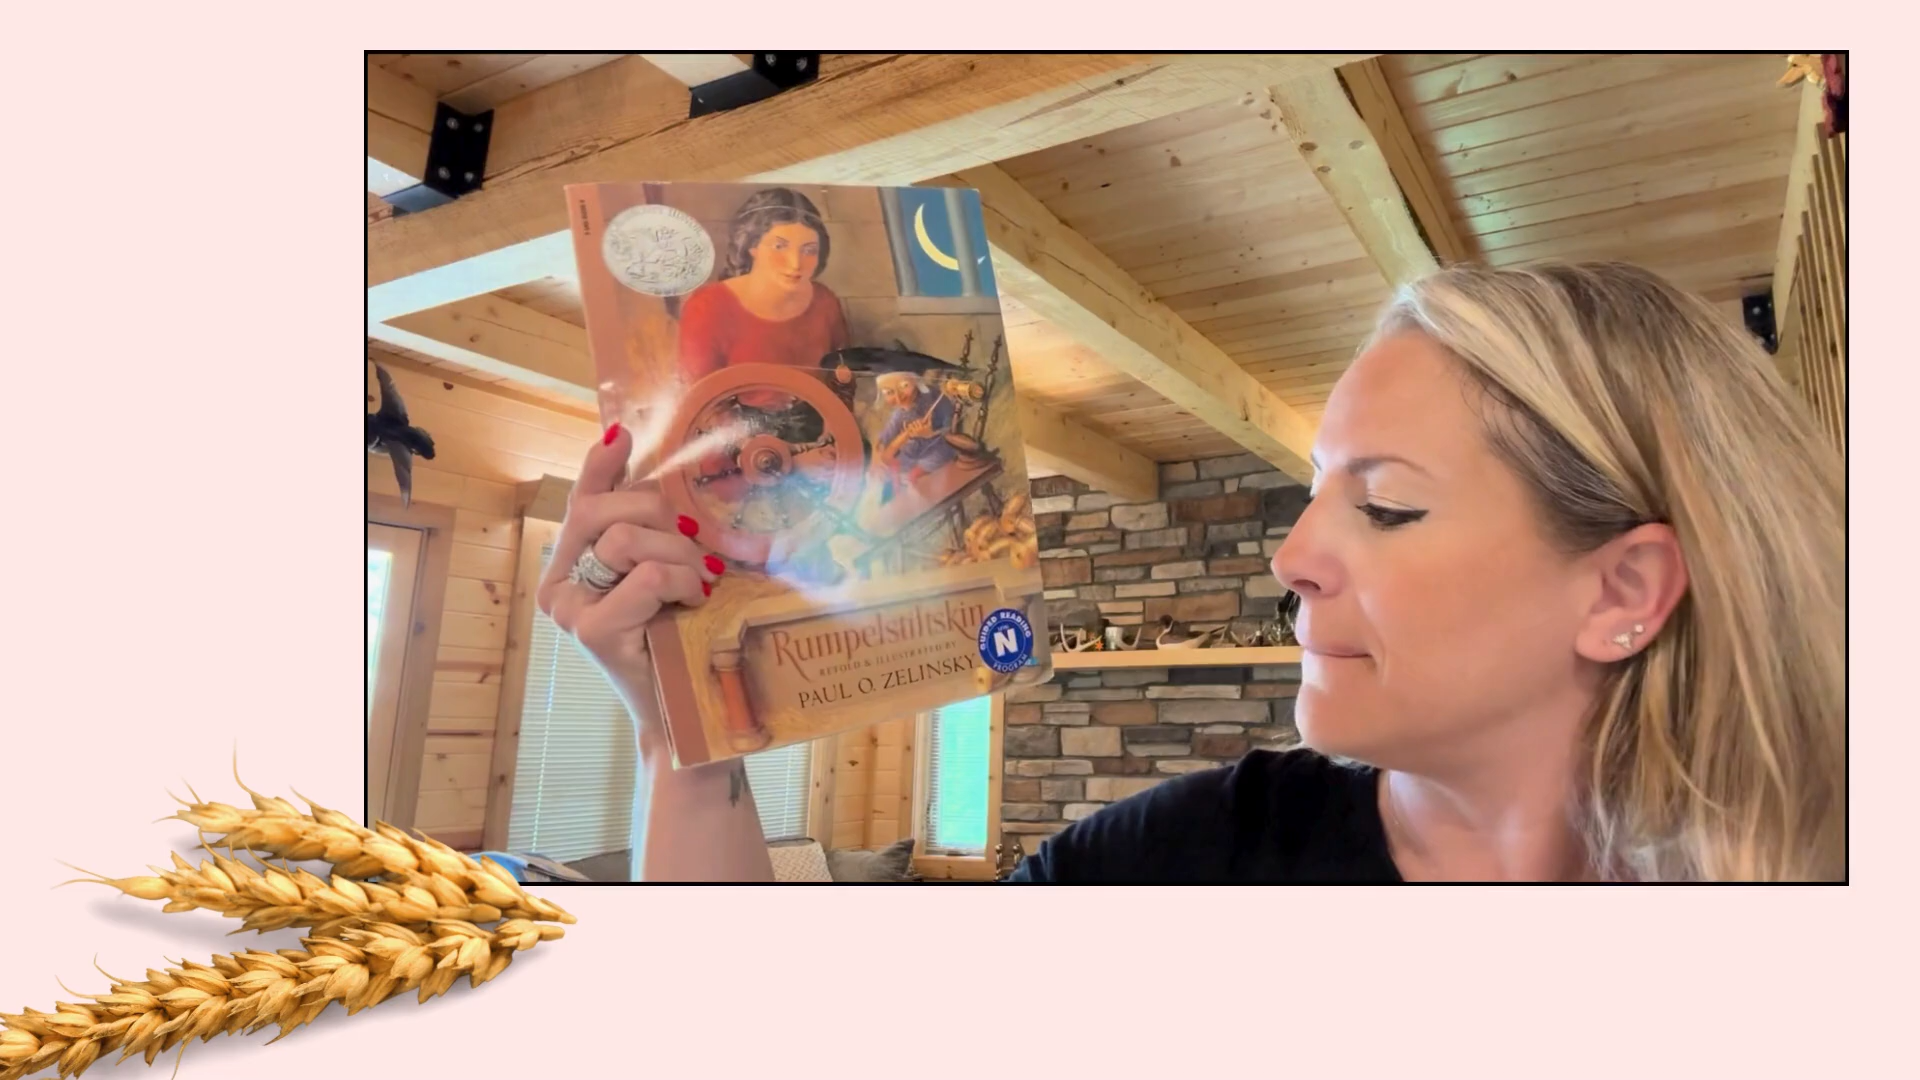 Rumpelstiltskin
RETOLD & ILLUSTRATED BY
PAUL O. ZELINSKY
GUIDED READING
N
PROGRAM